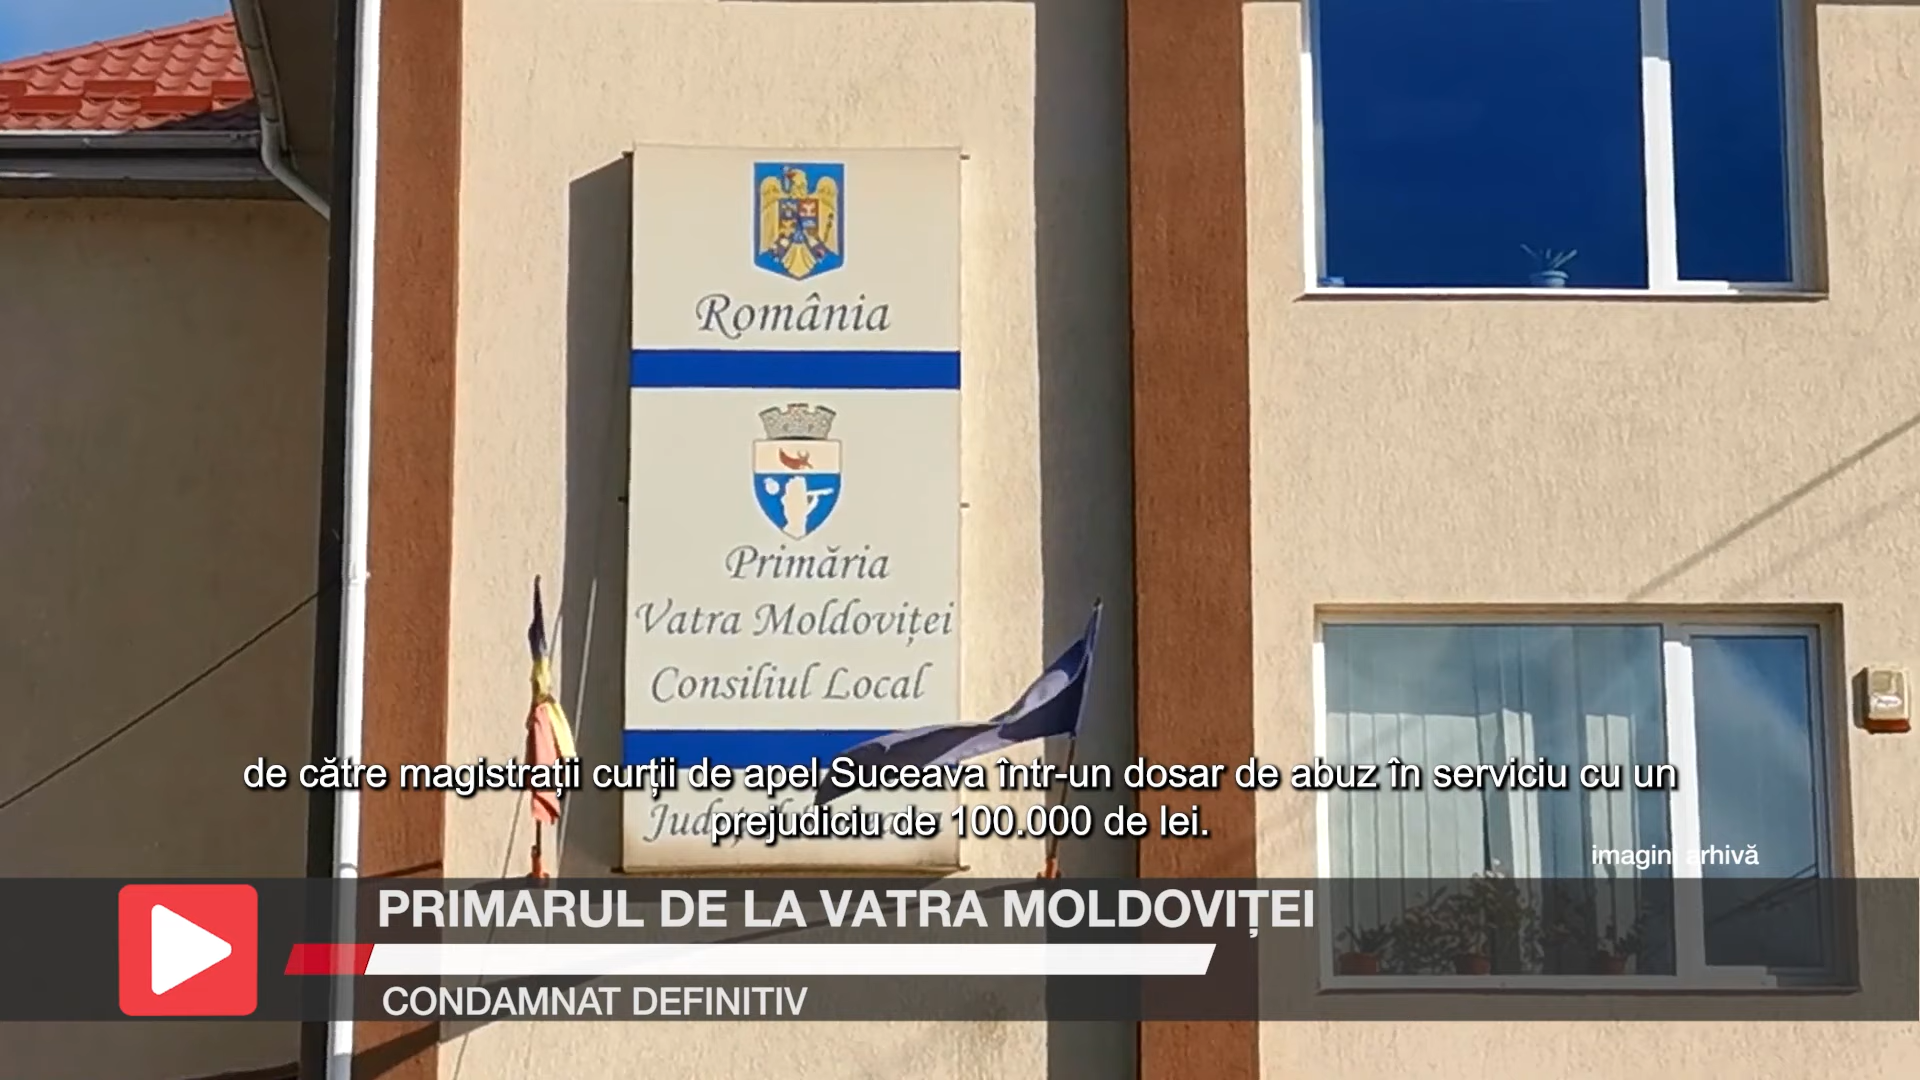 România
Primăria
Vatra Moldoviței
Consiliul Local
de către magistrații curții de apel Suceava într-un dosar de abuz în serviciu cu un
prejudiciu de 100.000 de lei.
imagini arhivă
PRIMARUL DE LA VATRA MOLDOVIȚEI
CONDAMNAT DEFINITIV